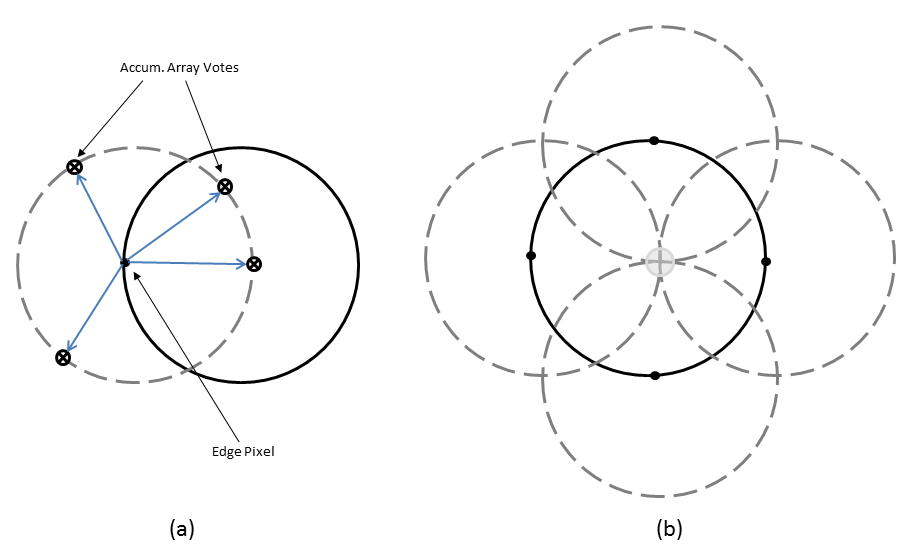 Accum. Array Votes
Edge Pixel
(a)
(b)